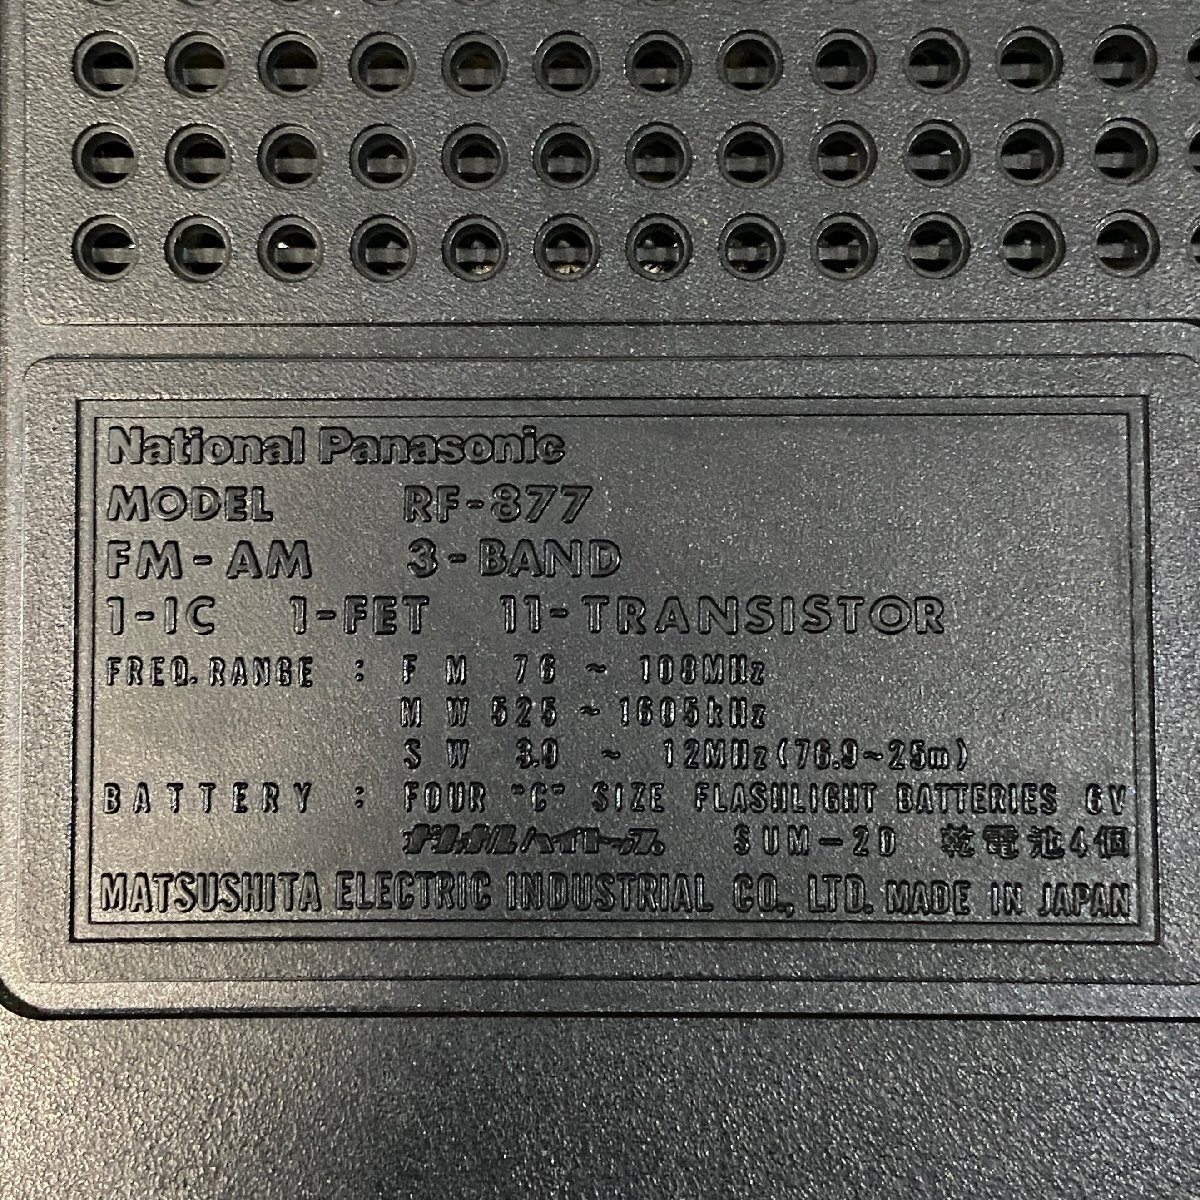 National Panasonic
MODEL RF-877
FM-AM 3-BAND
1-IC 1-FET 11-TRANSISTOR
FREQ. RANGE : FM 76 ~ 108MHz
MW 525 ~ 1605kHz
SW 3.9 ~ 12MHz (76.9~25m)
BATTERY : FOUR "C" SIZE FLASHLIGHT BATTERIES 6V
ナショナルハイトップ SUM-2D 乾電池4個
MATSUSHITA ELECTRIC INDUSTRIAL CO., LTD. MADE IN JAPAN